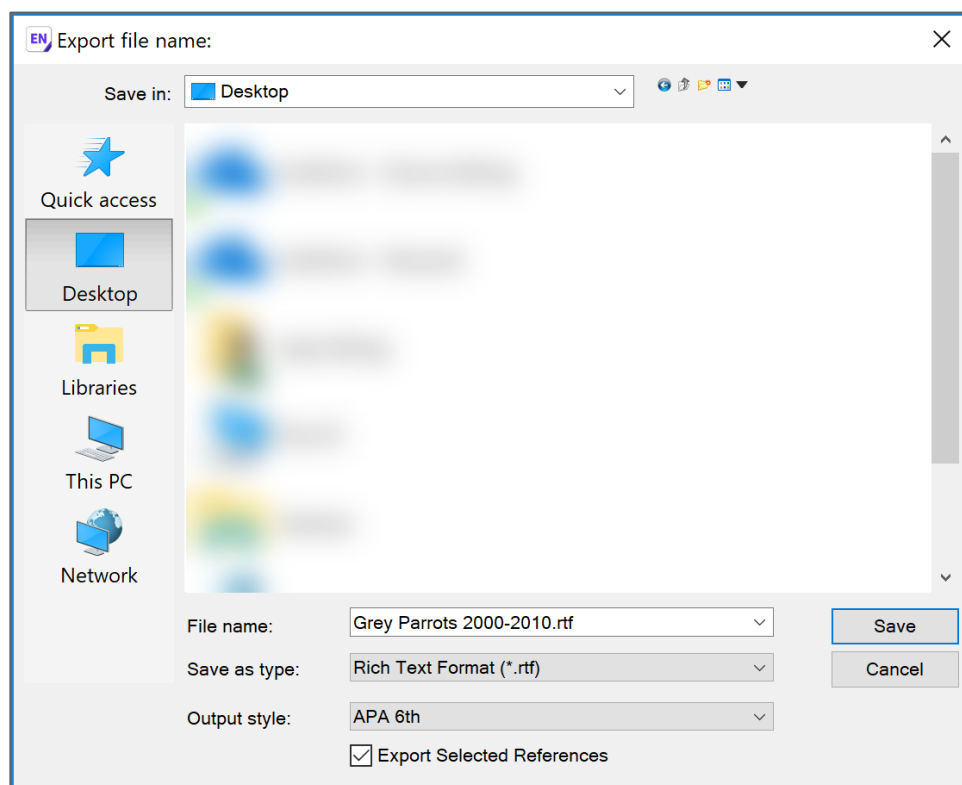 EN Export file name:
Save in: Desktop
Quick access
Desktop
Libraries
This PC
Network
File name: Grey Parrots 2000-2010.rtf Save
Save as type: Rich Text Format (*.rtf) Cancel
Output style: APA 6th
Export Selected References